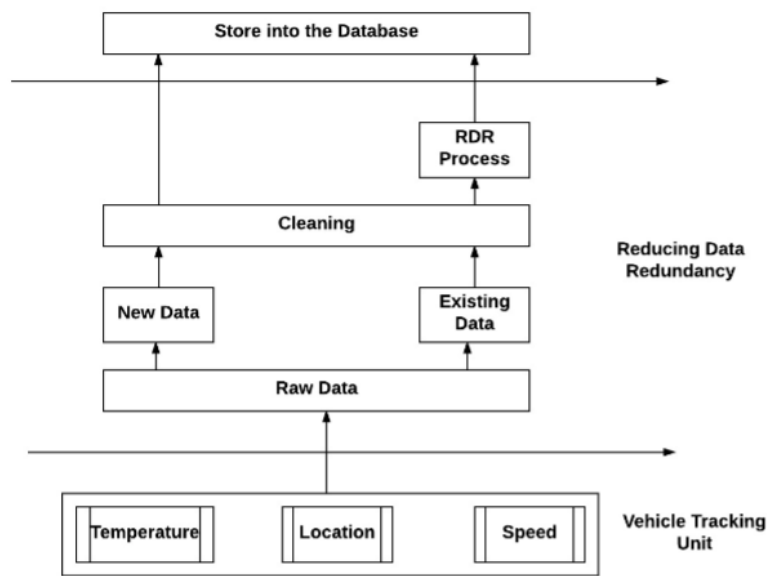 Store into the Database
RDR
Process
Cleaning
Reducing Data
Redundancy
New Data
Existing
Data
Raw Data
Temperature
Location
Speed
Vehicle Tracking
Unit